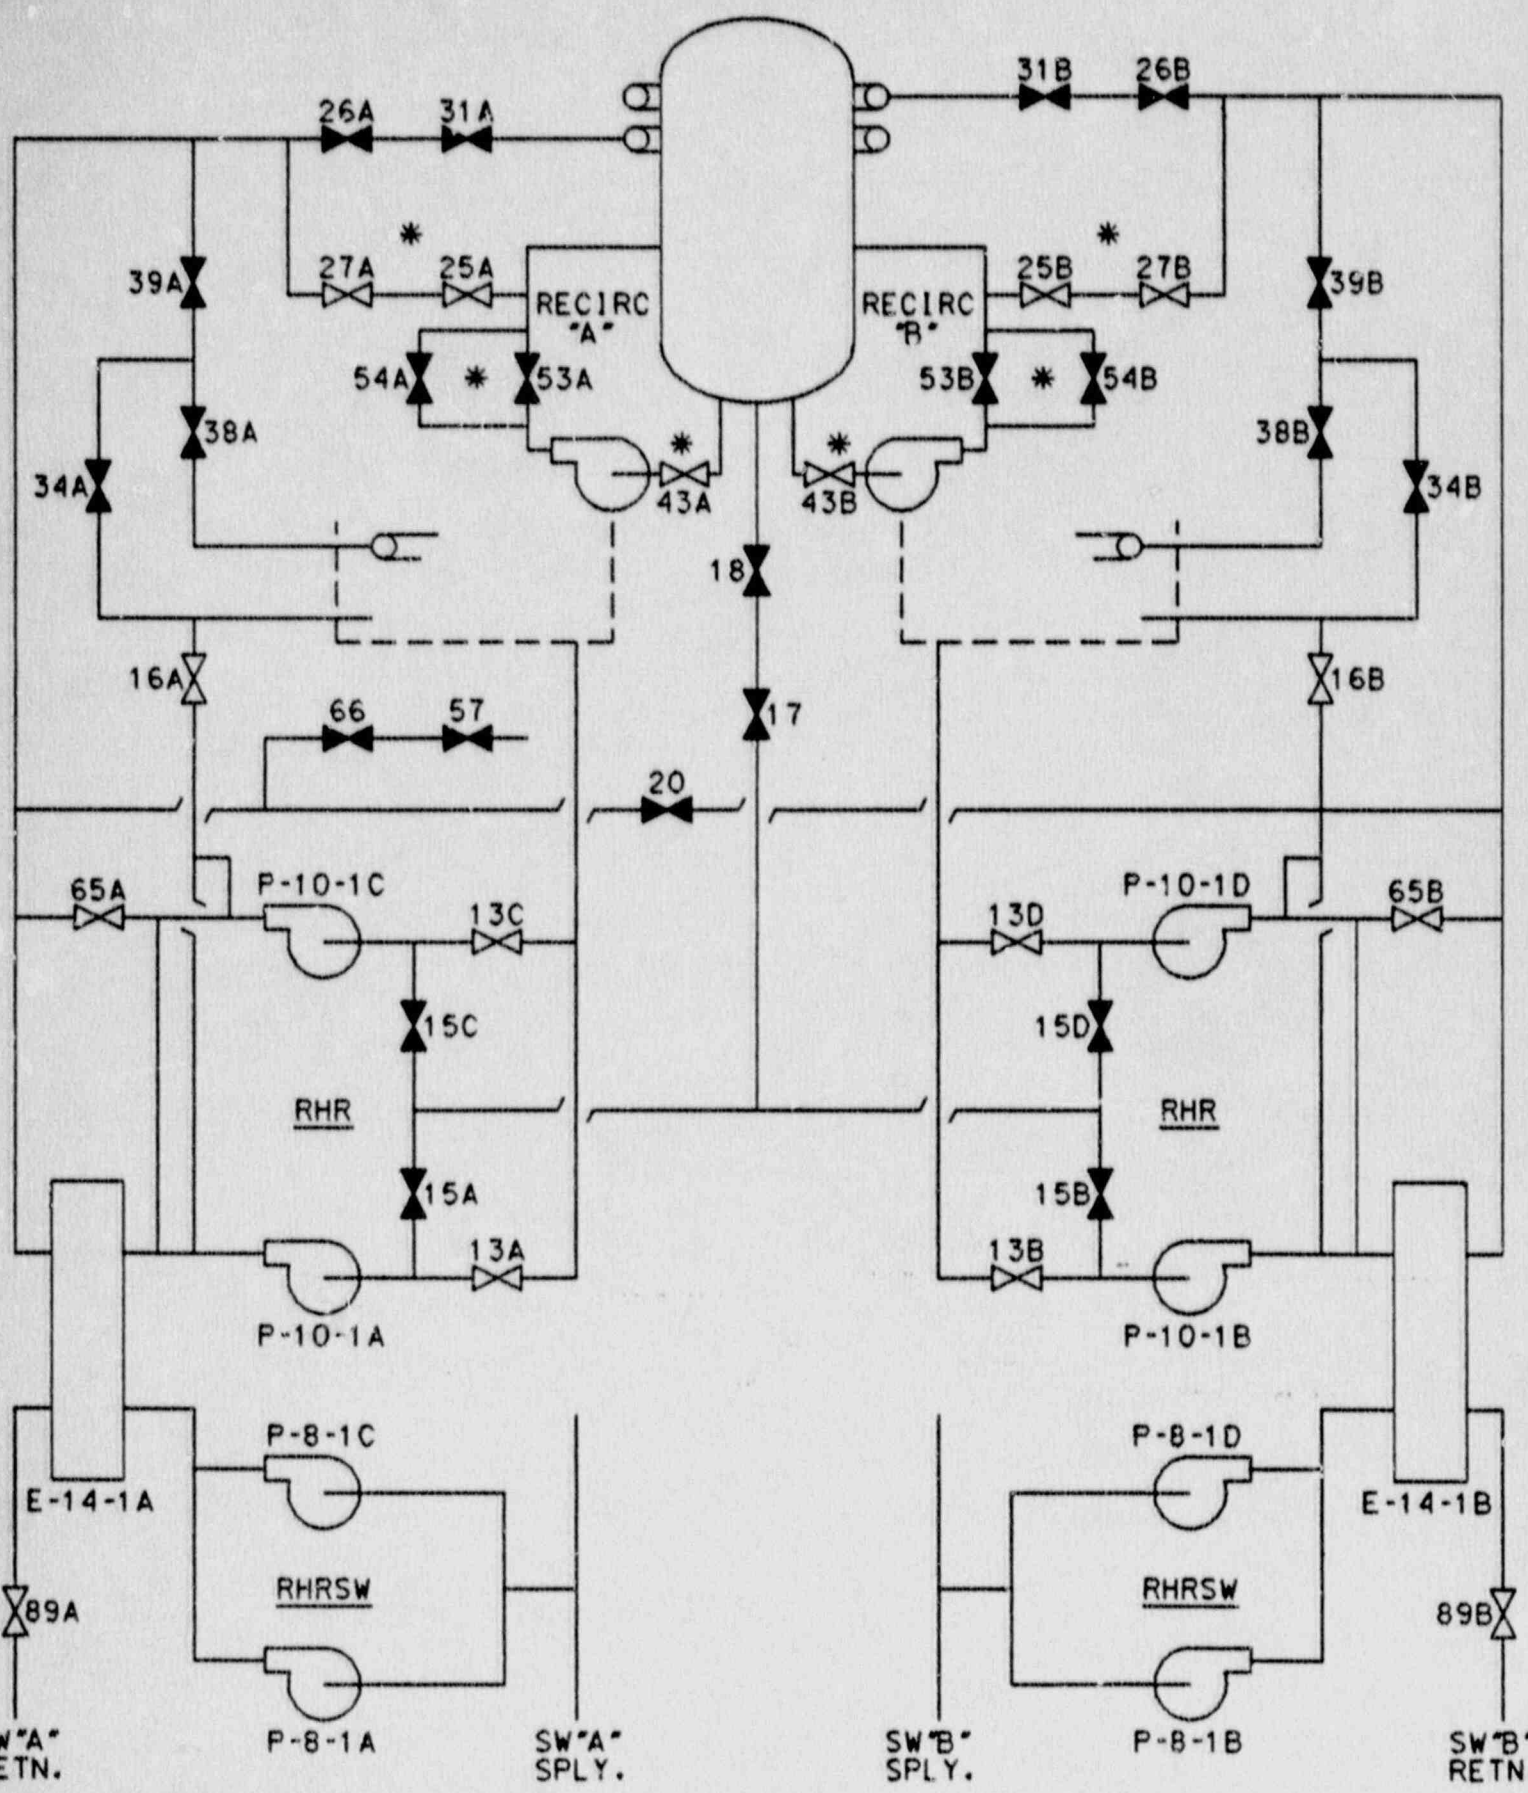 31B 26B
26A 31A
*
*
39A
27A 25A
RECIRC
"A"
RECIRC
"B"
25B 27B
39B
54A * 53A
53B * 54B
38A
38B
*
*
34A
43A
43B
34B
18
16A
16B
66 57
17
20
65A
P-10-1C
13C
13D
P-10-1D
65B
15C
15D
RHR
RHR
15A
15B
13A
13B
P-10-1A
P-10-1B
P-8-1C
P-8-1D
E-14-1A
E-14-1B
89A
RHRSW
RHRSW
89B
W"A"
ETN.
P-8-1A
SW"A"
SPLY.
SW"B"
SPLY.
P-8-1B
SW"B"
RETN